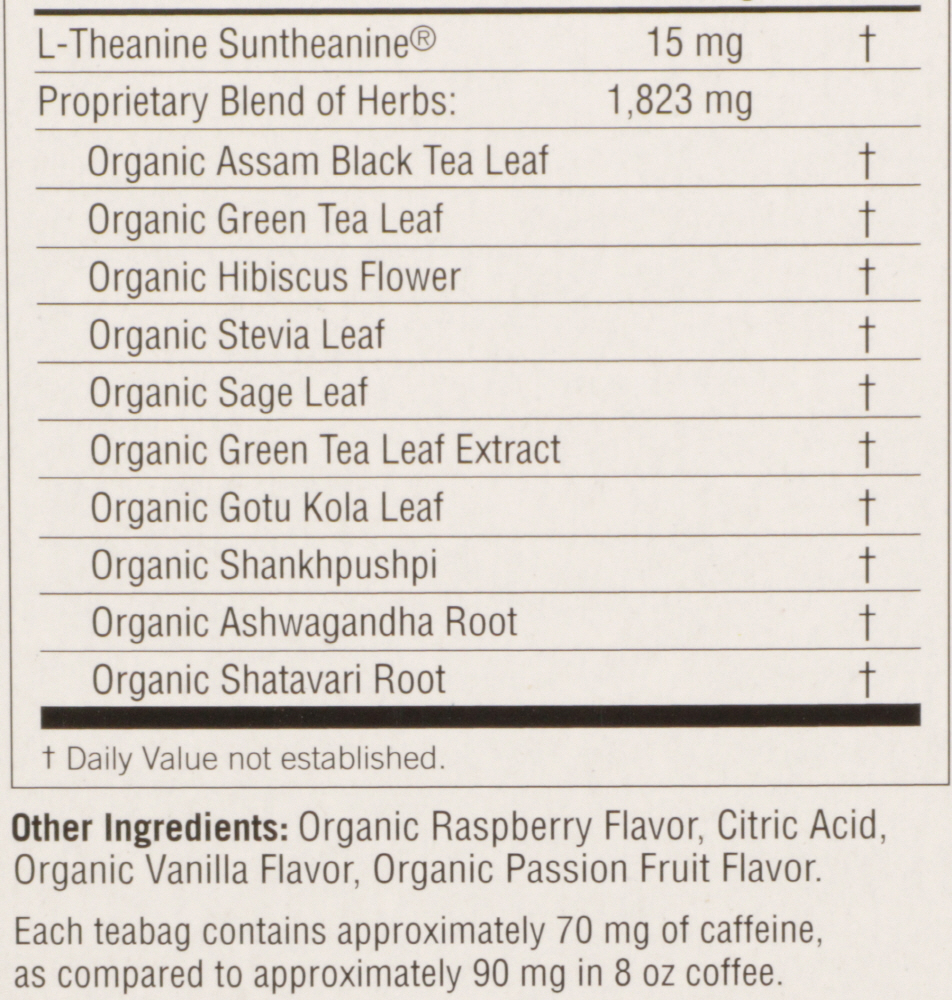 L-Theanine Suntheanine® 15 mg †
Proprietary Blend of Herbs: 1,823 mg
Organic Assam Black Tea Leaf †
Organic Green Tea Leaf †
Organic Hibiscus Flower †
Organic Stevia Leaf †
Organic Sage Leaf †
Organic Green Tea Leaf Extract †
Organic Gotu Kola Leaf †
Organic Shankhpushpi †
Organic Ashwagandha Root †
Organic Shatavari Root †
† Daily Value not established.
Other Ingredients: Organic Raspberry Flavor, Citric Acid,
Organic Vanilla Flavor, Organic Passion Fruit Flavor.
Each teabag contains approximately 70 mg of caffeine,
as compared to approximately 90 mg in 8 oz coffee.